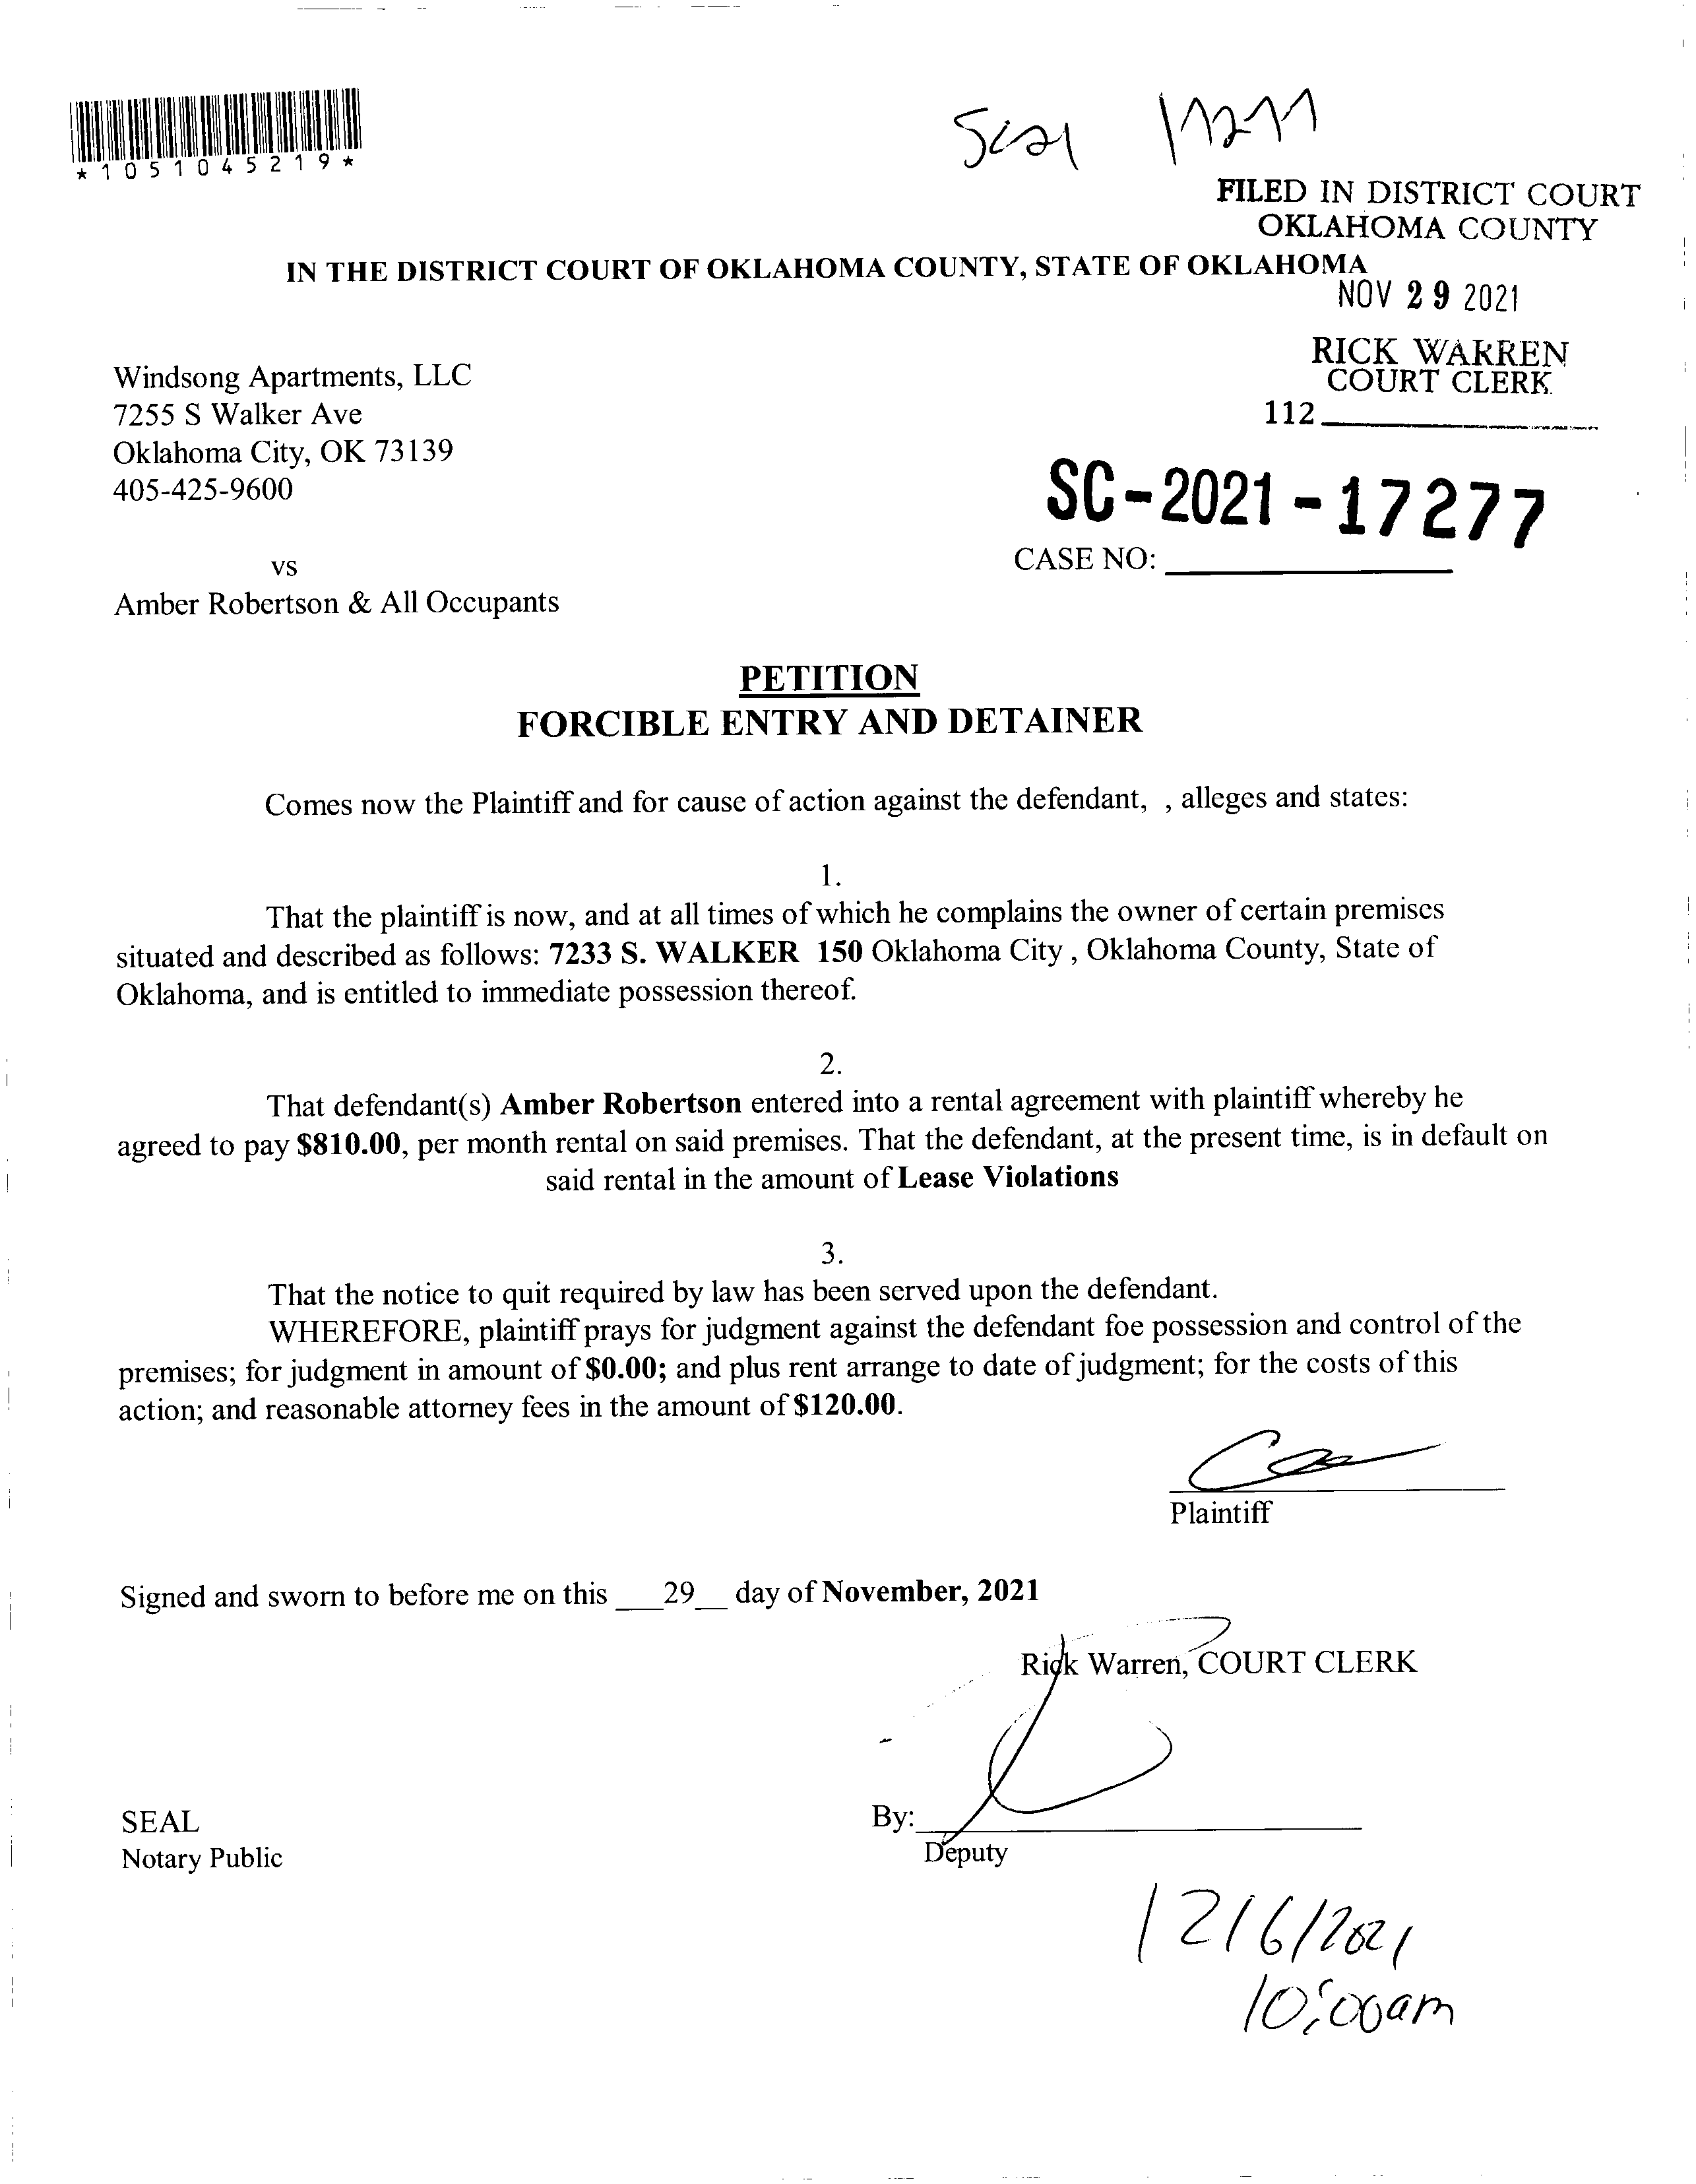 *1051045219*
SC21 17277
FILED IN DISTRICT COURT
OKLAHOMA COUNTY
IN THE DISTRICT COURT OF OKLAHOMA COUNTY, STATE OF OKLAHOMA
NOV 29 2021
RICK WARREN
COURT CLERK
112
Windsong Apartments, LLC
7255 S Walker Ave
Oklahoma City, OK 73139
405-425-9600
SC-2021-17277
CASE NO:
vs
Amber Robertson & All Occupants
PETITION
FORCIBLE ENTRY AND DETAINER
Comes now the Plaintiff and for cause of action against the defendant, , alleges and states:
1.
That the plaintiff is now, and at all times of which he complains the owner of certain premises
situated and described as follows: 7233 S. WALKER 150 Oklahoma City , Oklahoma County, State of
Oklahoma, and is entitled to immediate possession thereof.
2.
That defendant(s) Amber Robertson entered into a rental agreement with plaintiff whereby he
agreed to pay $810.00, per month rental on said premises. That the defendant, at the present time, is in default on
said rental in the amount of Lease Violations
3.
That the notice to quit required by law has been served upon the defendant.
WHEREFORE, plaintiff prays for judgment against the defendant foe possession and control of the
premises; for judgment in amount of $0.00; and plus rent arrange to date of judgment; for the costs of this
action; and reasonable attorney fees in the amount of $120.00.
Plaintiff
Signed and sworn to before me on this ___29__ day of November, 2021
Rick Warren, COURT CLERK
SEAL
Notary Public
By:
Deputy
12/6/2021
10:00am